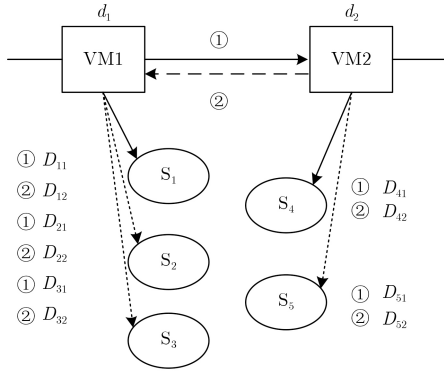 d₁ d₂
①
VM1 VM2
②
① D₁₁
② D₁₂
① D₂₁
② D₂₂
① D₃₁
② D₃₂
S₁
S₂
S₃
S₄
S₅
① D₄₁
② D₄₂
① D₅₁
② D₅₂